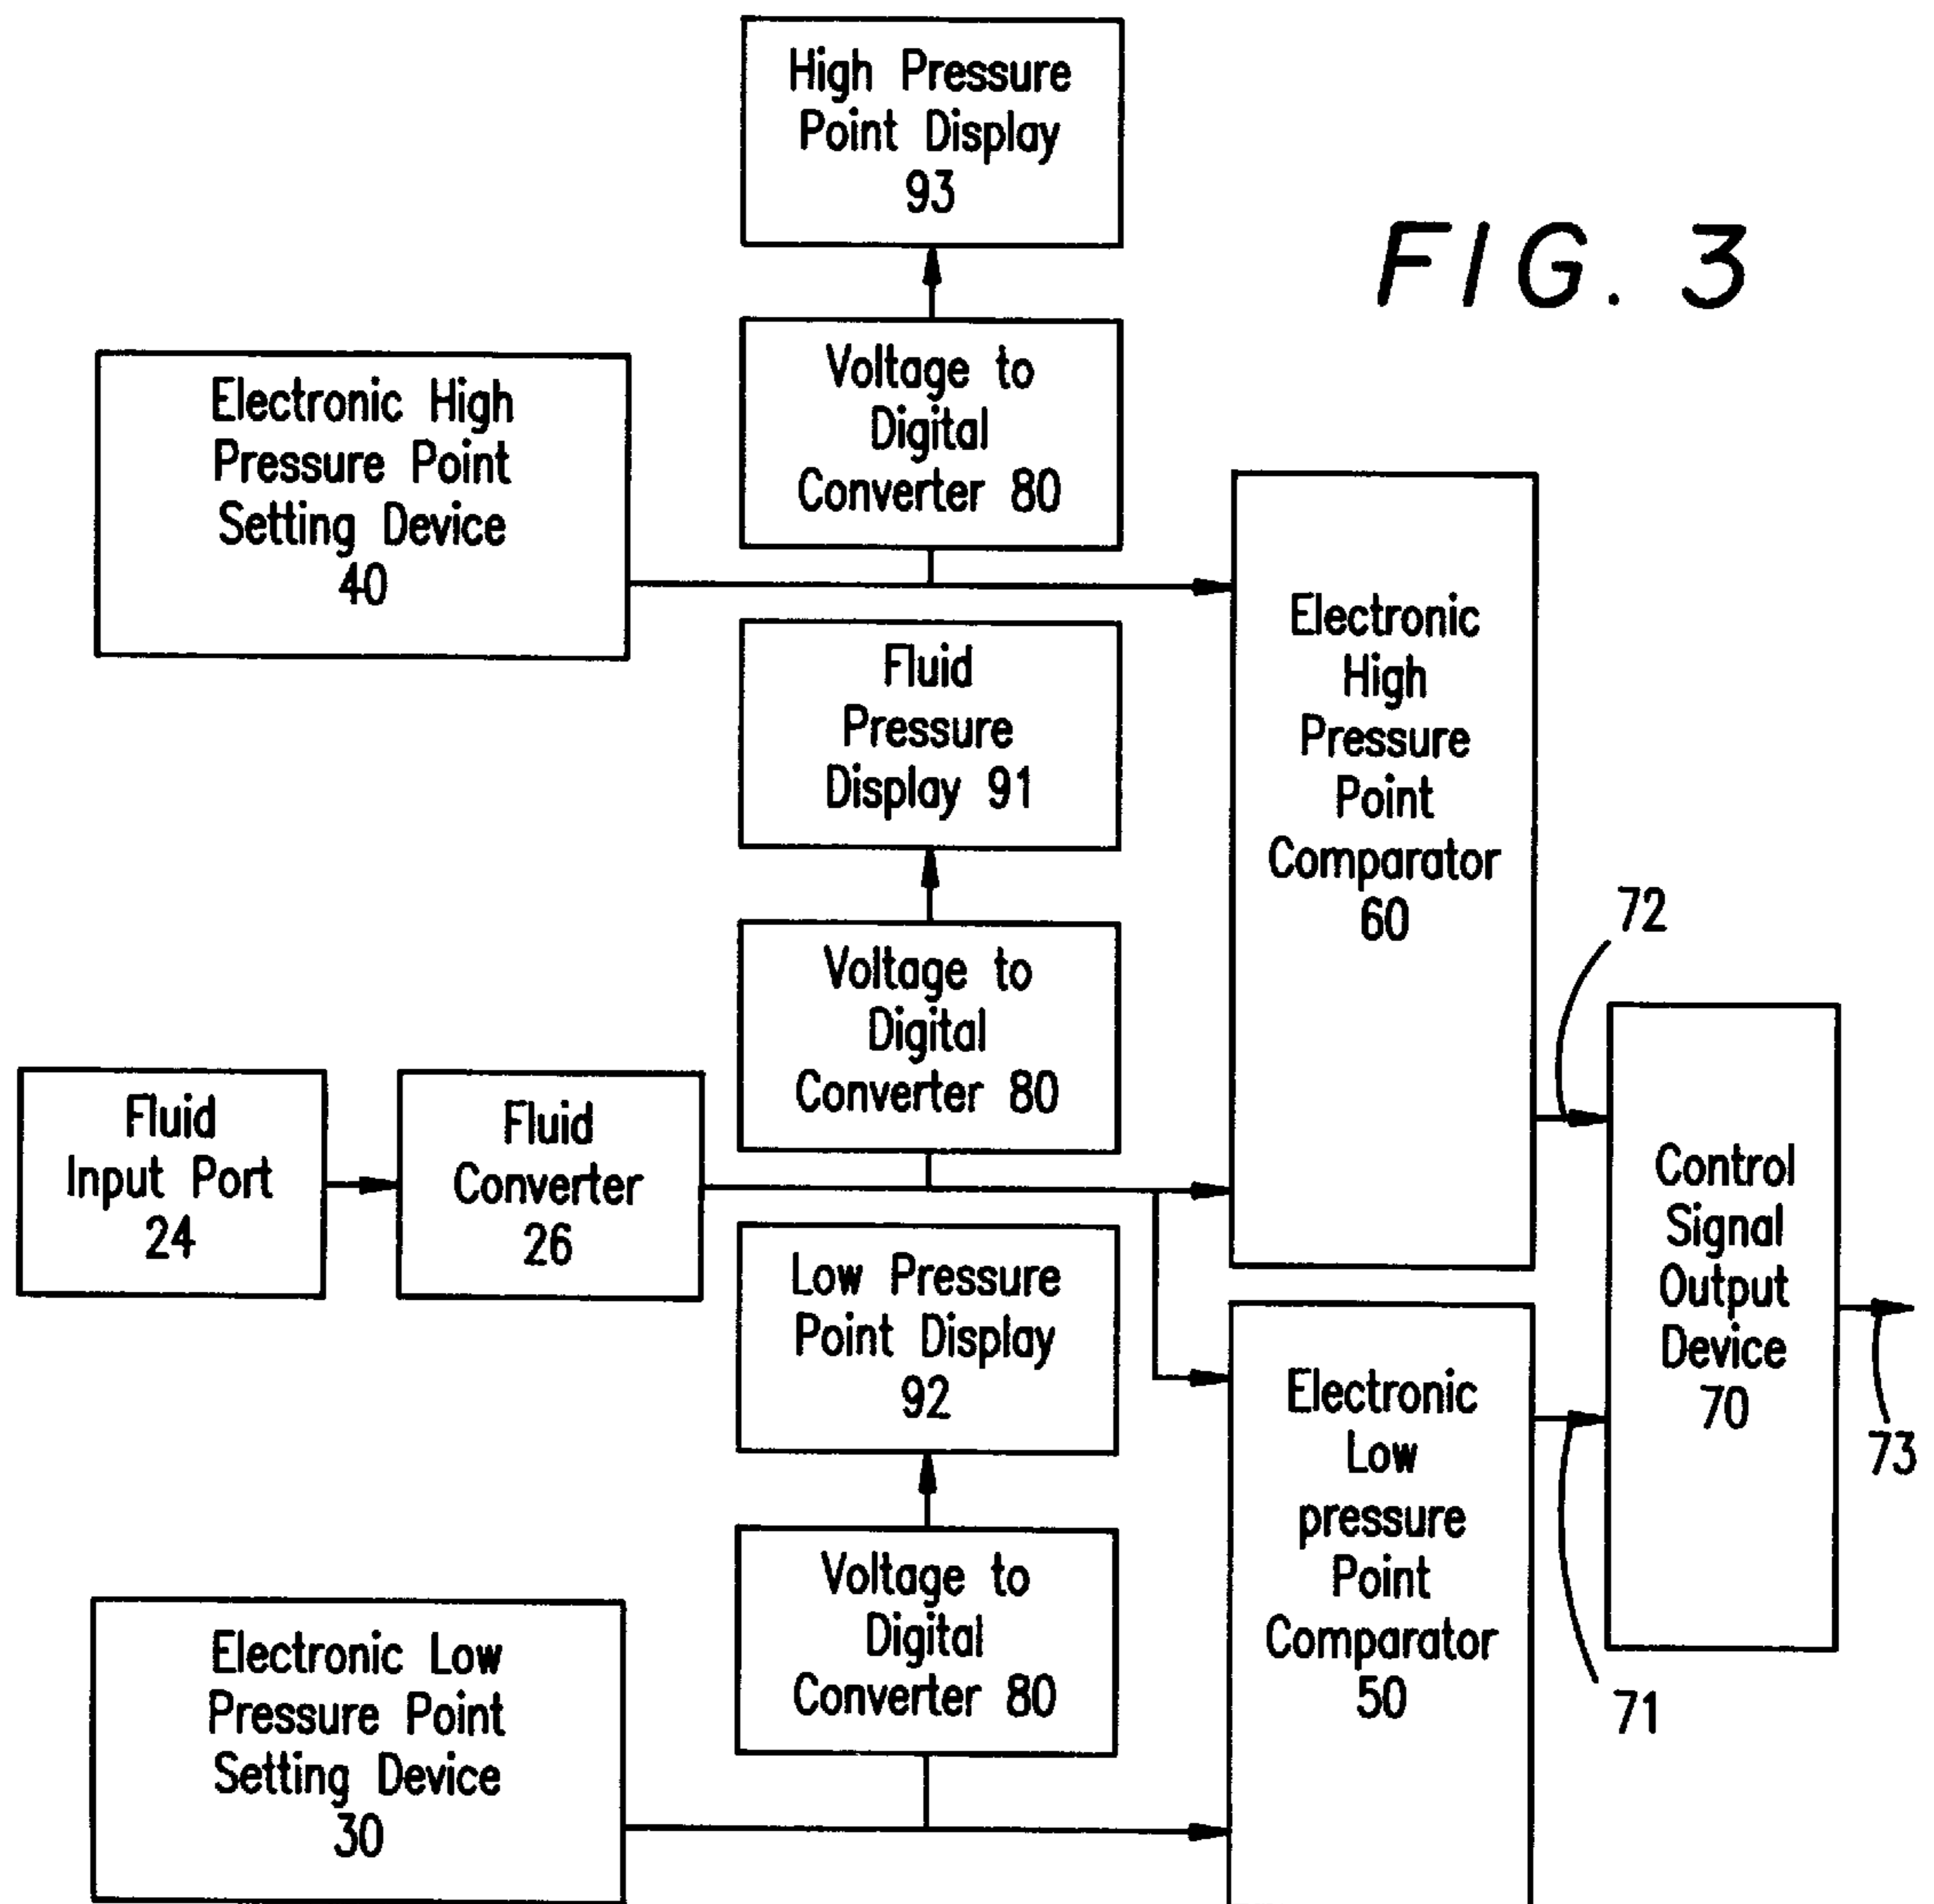 High Pressure
Point Display
93
FIG. 3
Voltage to
Digital
Converter 80
Electronic High
Pressure Point
Setting Device
40
Fluid
Pressure
Display 91
Electronic
High
Pressure
Point
Comparator
60
72
Voltage to
Digital
Converter 80
Fluid
Input Port
24
Fluid
Converter
26
Control
Signal
Output
Device
70
73
Low Pressure
Point Display
92
Electronic
Low
pressure
Point
Comparator
50
71
Voltage to
Digital
Converter 80
Electronic Low
Pressure Point
Setting Device
30